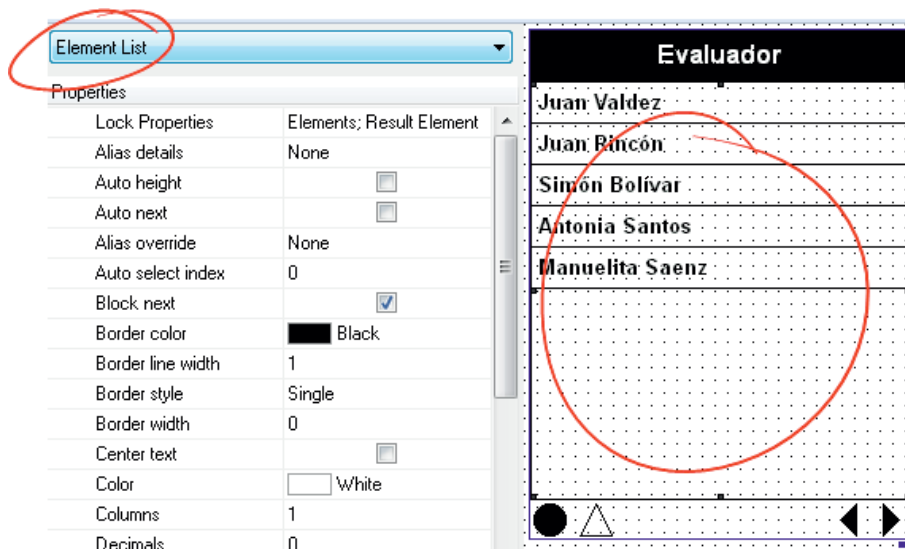 Element List
Properties
Lock Properties Elements; Result Element
Alias details None
Auto height
Auto next
Alias override None
Auto select index 0
Block next
Border color Black
Border line width 1
Border style Single
Border width 0
Center text
Color White
Columns 1
Decimals 0
Evaluador
Juan Valdez
Juan Rincón
Simón Bolívar
Antonia Santos
Manuelita Saenz